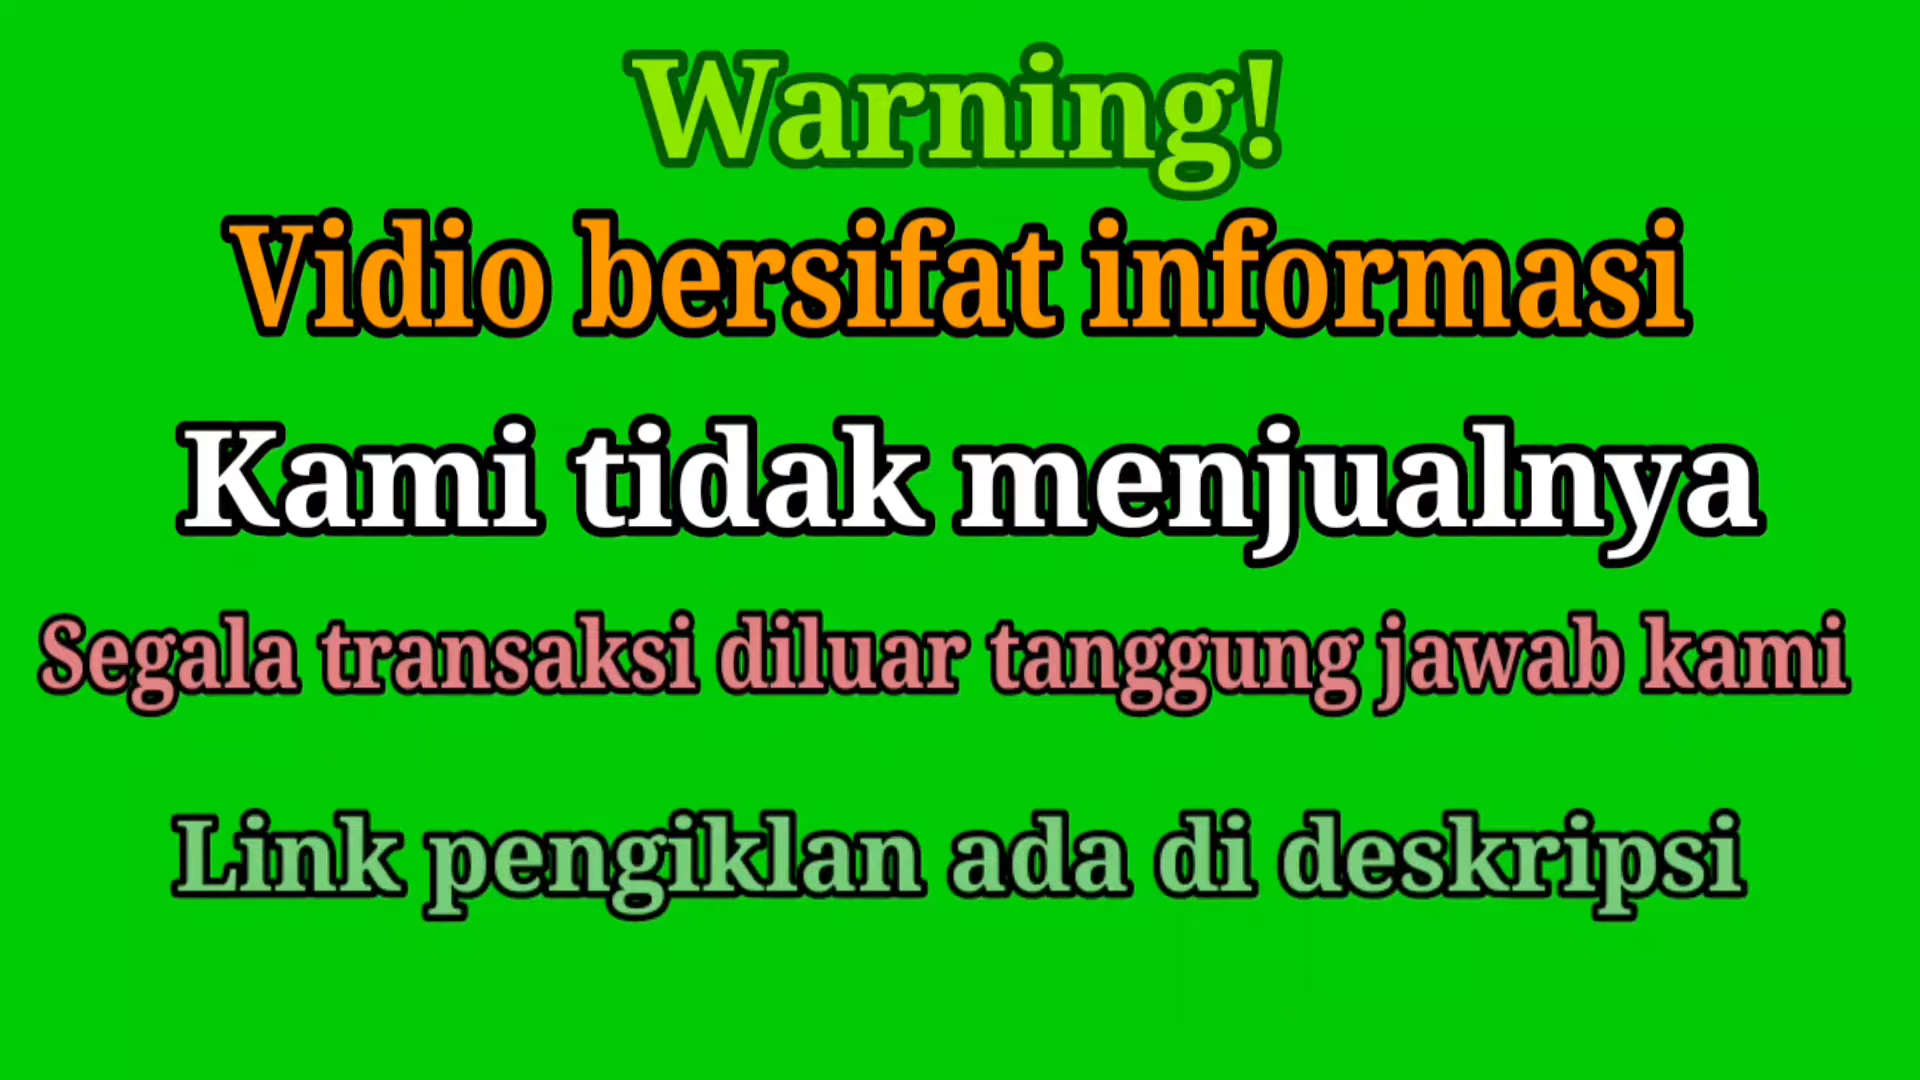 Warning!
Vidio bersifat informasi
Kami tidak menjualnya
Segala transaksi diluar tanggung jawab kami
Link pengiklan ada di deskripsi